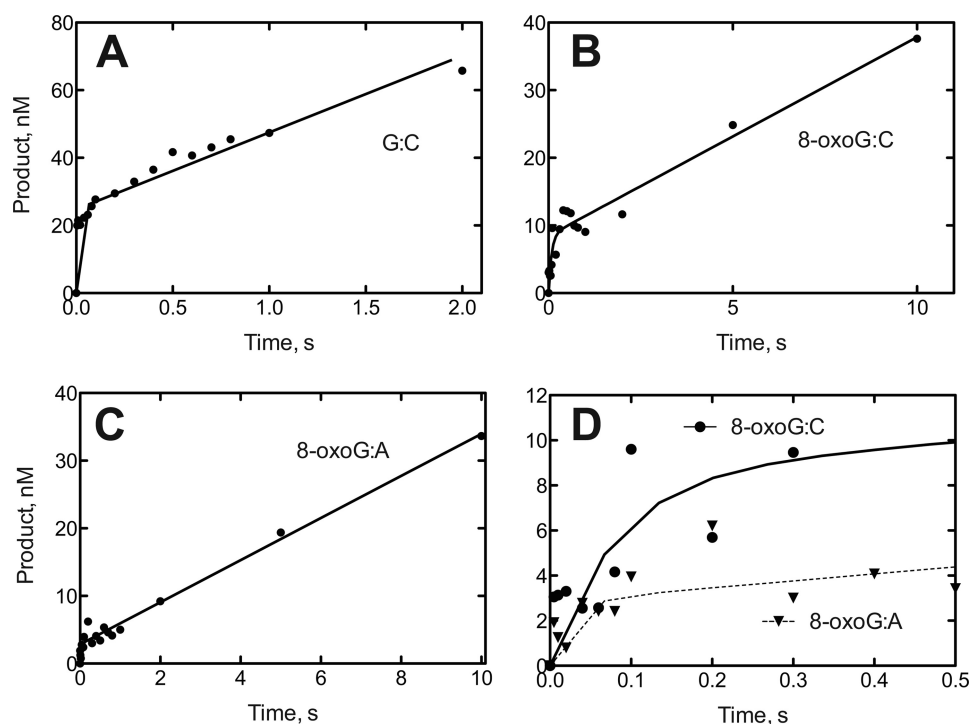 A
Product, nM
80
60
40
20
0
G:C
0.0 0.5 1.0 1.5 2.0
Time, s
B
40
30
20
10
0
8-oxoG:C
0 5 10
Time, s
C
Product, nM
40
30
20
10
0
8-oxoG:A
0 2 4 6 8 10
Time, s
D
12
10
8
6
4
2
0
8-oxoG:C
8-oxoG:A
0.0 0.1 0.2 0.3 0.4 0.5
Time, s